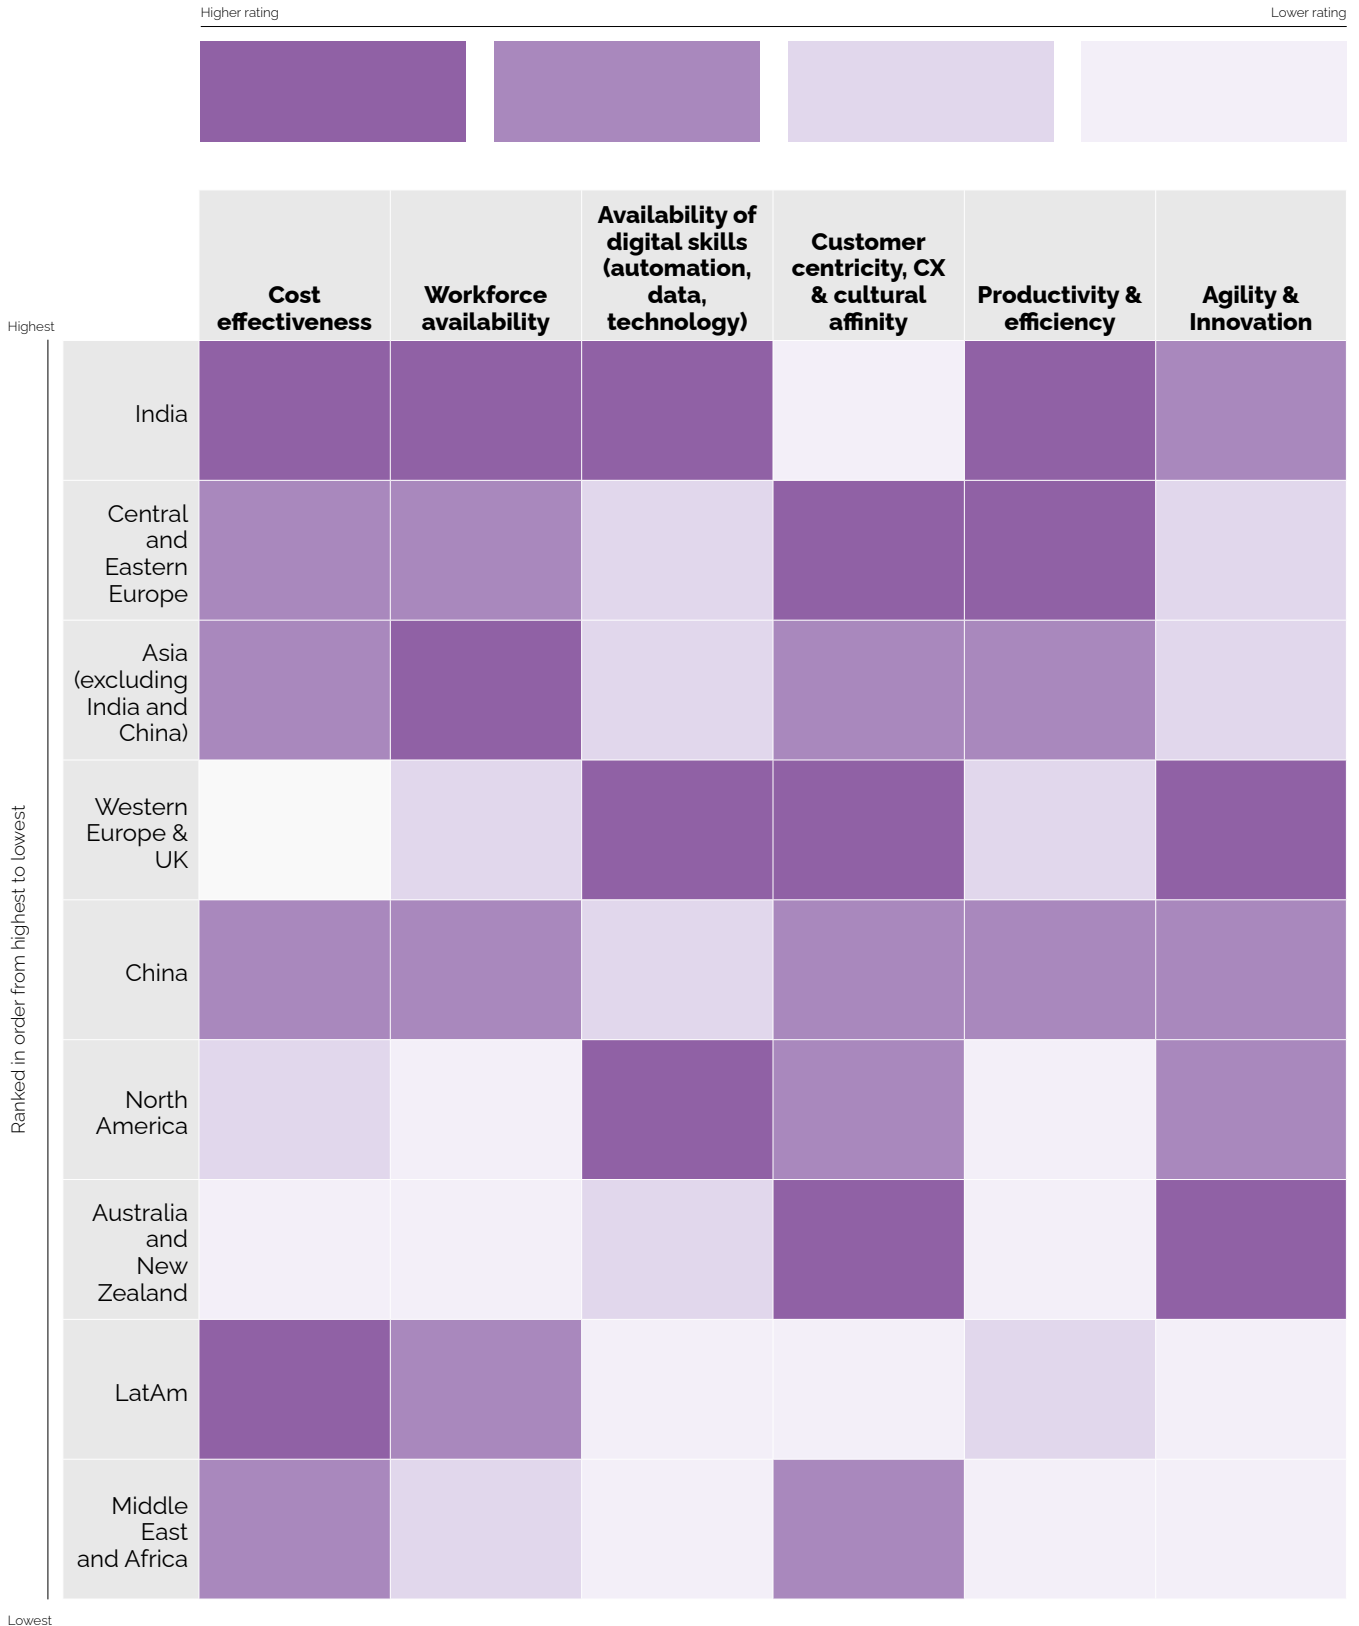 Higher rating
Lower rating
Cost
effectiveness
Workforce
availability
Availability of
digital skills
(automation,
data,
technology)
Customer
centricity, CX
& cultural
affinity
Productivity &
efficiency
Agility &
Innovation
Highest
Ranked in order from highest to lowest
India
Central
and
Eastern
Europe
Asia
(excluding
India and
China)
Western
Europe &
UK
China
North
America
Australia
and
New
Zealand
LatAm
Middle
East
and Africa
Lowest